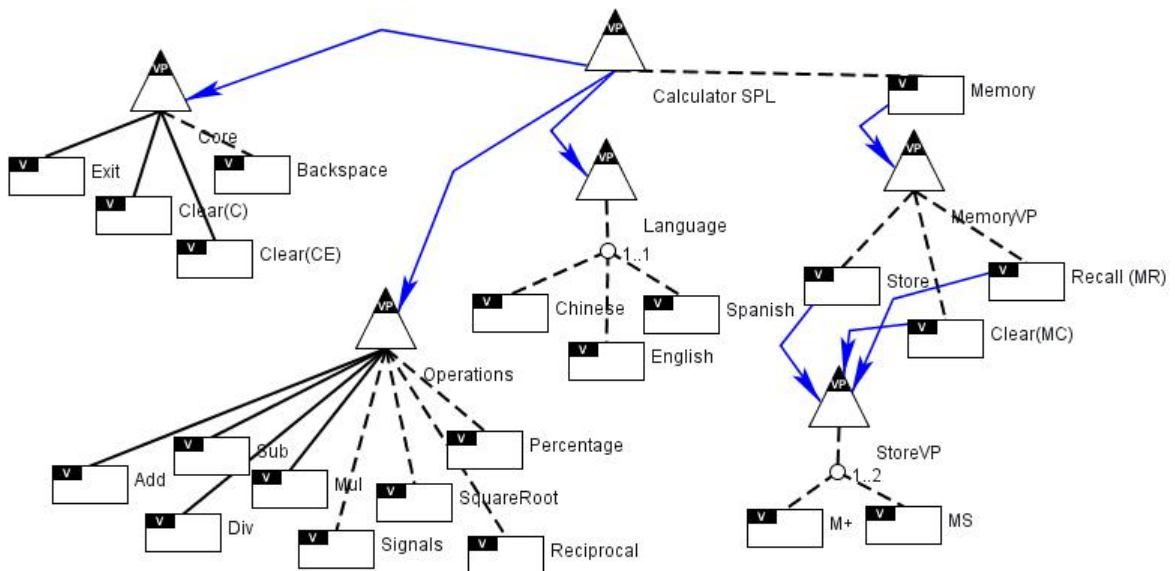 VP
VP
Calculator SPL
V
Memory
Core
V
Exit
V
Backspace
V
Clear(C)
V
Clear(CE)
VP
Language
1..1
V
Chinese
V
Spanish
V
English
VP
MemoryVP
V
Store
V
Recall (MR)
V
Clear(MC)
VP
Operations
V
Add
V
Sub
V
Mul
V
Div
V
Percentage
V
SquareRoot
V
Signals
V
Reciprocal
VP
StoreVP
1..2
V
M+
V
MS